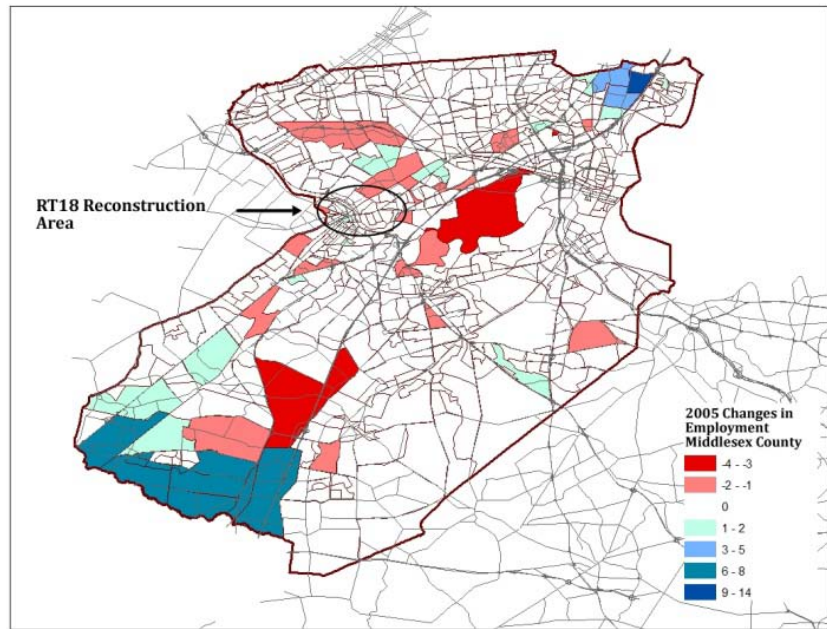 RT18 Reconstruction
Area
2005 Changes in
Employment
Middlesex County
-4 - -3
-2 - -1
0
1 - 2
3 - 5
6 - 8
9 - 14